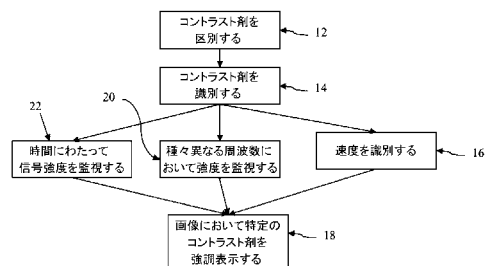 コントラスト剤を
区別する
12
コントラスト剤を
識別する
14
22
20
時間にわたって
信号強度を監視する
種々異なる周波数に
おいて強度を監視する
速度を識別する
16
画像において特定の
コントラスト剤を
強調表示する
18